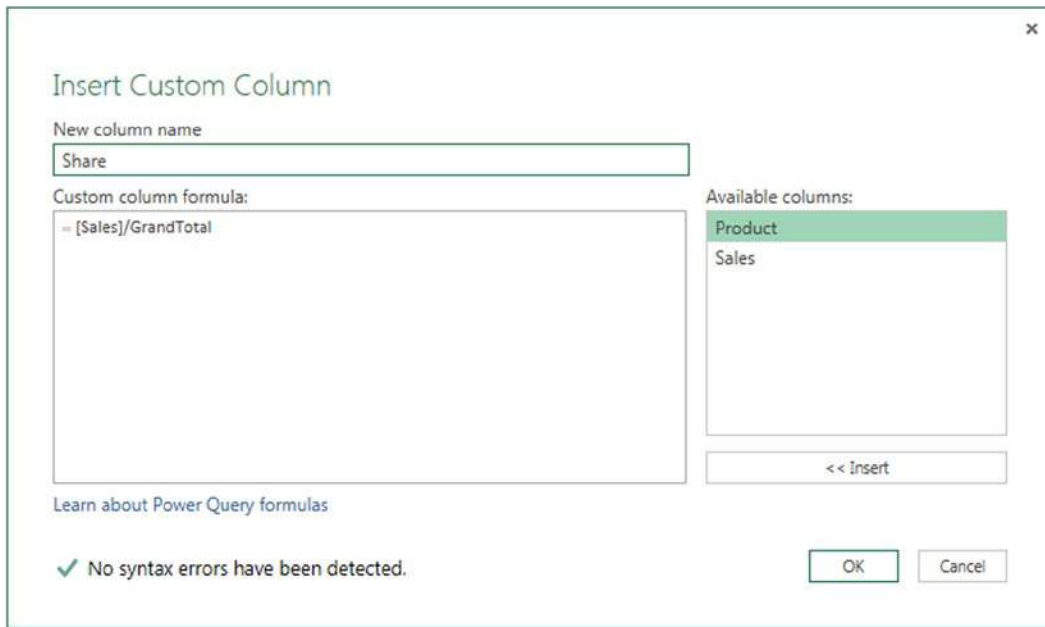 ×
Insert Custom Column
New column name
Share
Custom column formula:
= [Sales]/GrandTotal
Available columns:
Product
Sales
<< Insert
Learn about Power Query formulas
✓ No syntax errors have been detected.
OK
Cancel